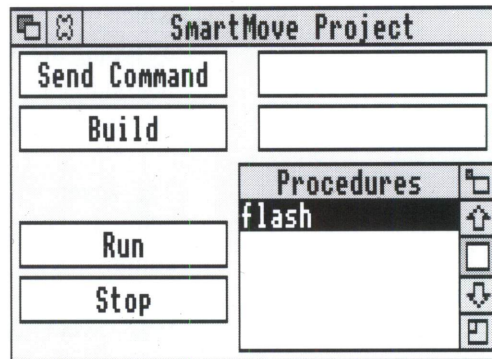 SmartMove Project
Send Command
Build
Procedures
flash
Run
Stop